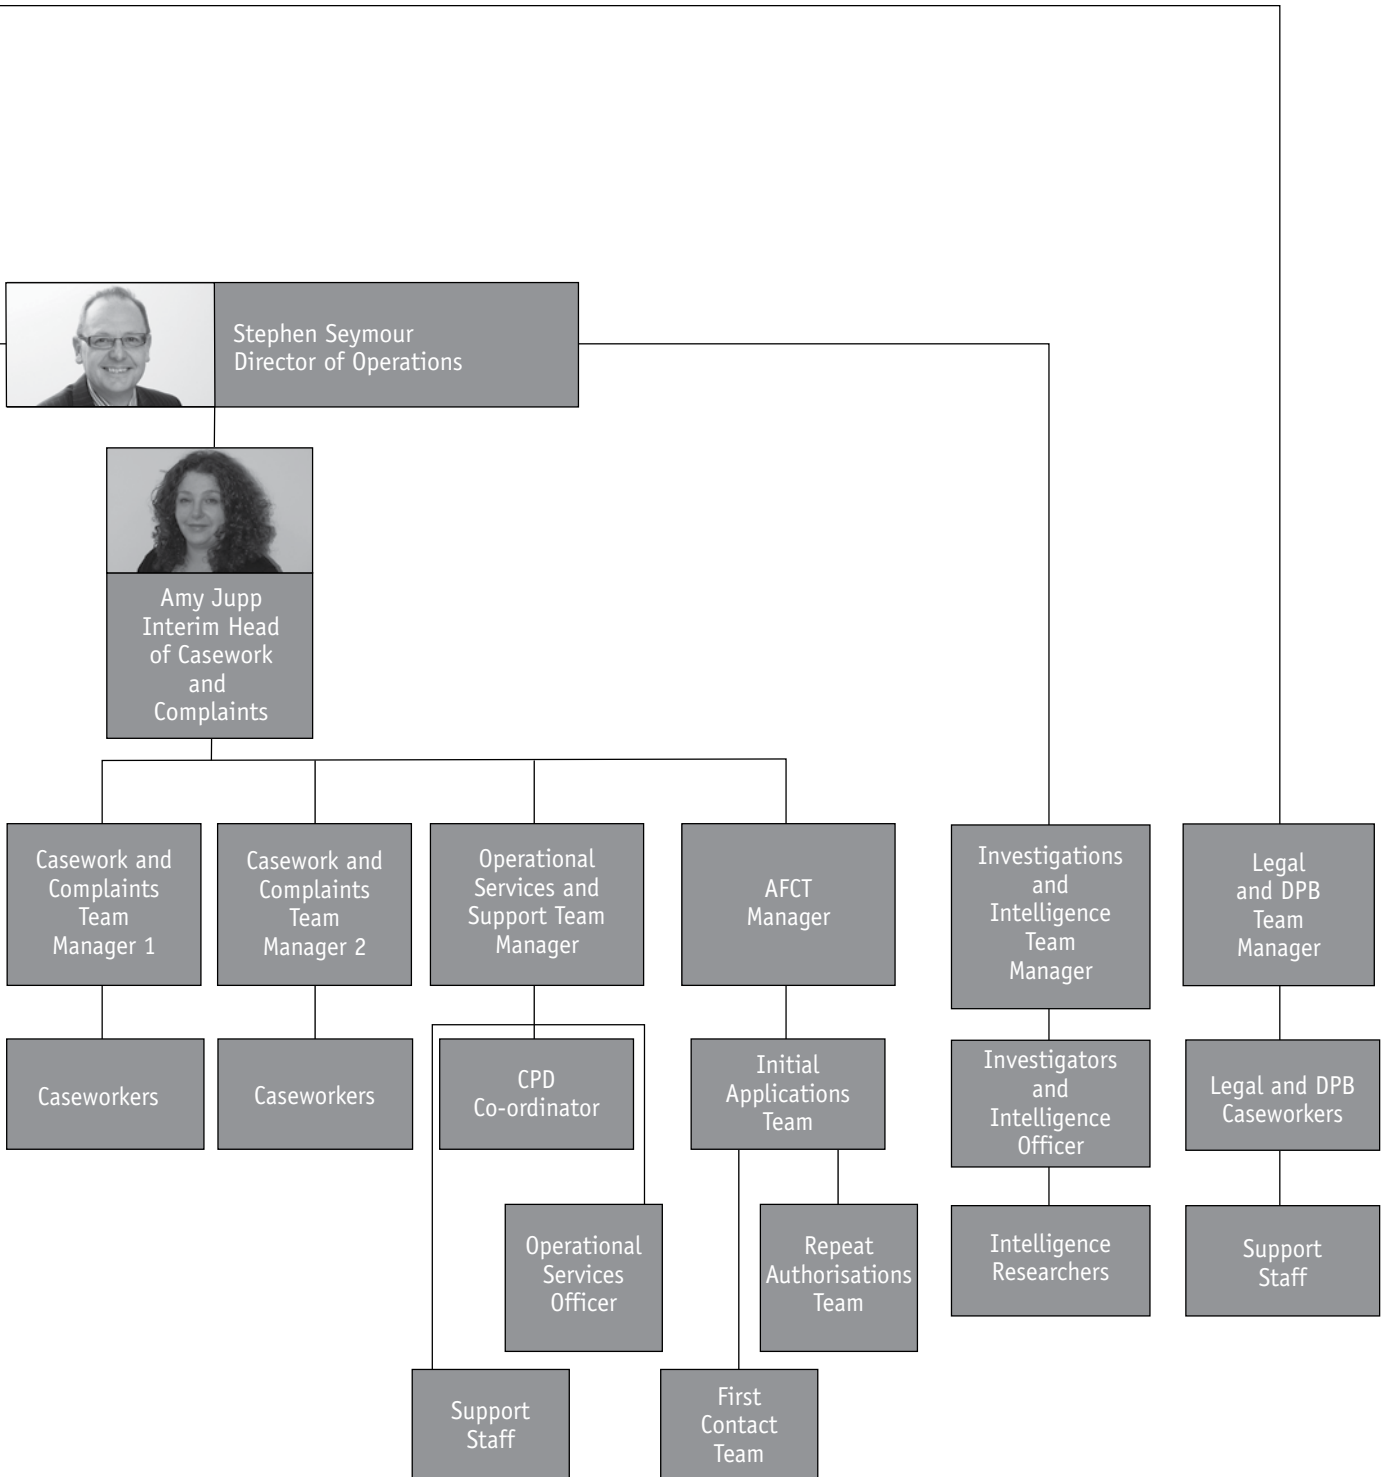 Stephen Seymour
Director of Operations
Amy Jupp
Interim Head
of Casework
and
Complaints
Casework and
Complaints
Team
Manager 1
Casework and
Complaints
Team
Manager 2
Operational
Services and
Support Team
Manager
AFCT
Manager
Investigations
and
Intelligence
Team
Manager
Legal
and DPB
Team
Manager
Caseworkers
Caseworkers
CPD
Co-ordinator
Initial
Applications
Team
Investigators
and
Intelligence
Officer
Legal and DPB
Caseworkers
Operational
Services
Officer
Repeat
Authorisations
Team
Intelligence
Researchers
Support
Staff
Support
Staff
First
Contact
Team